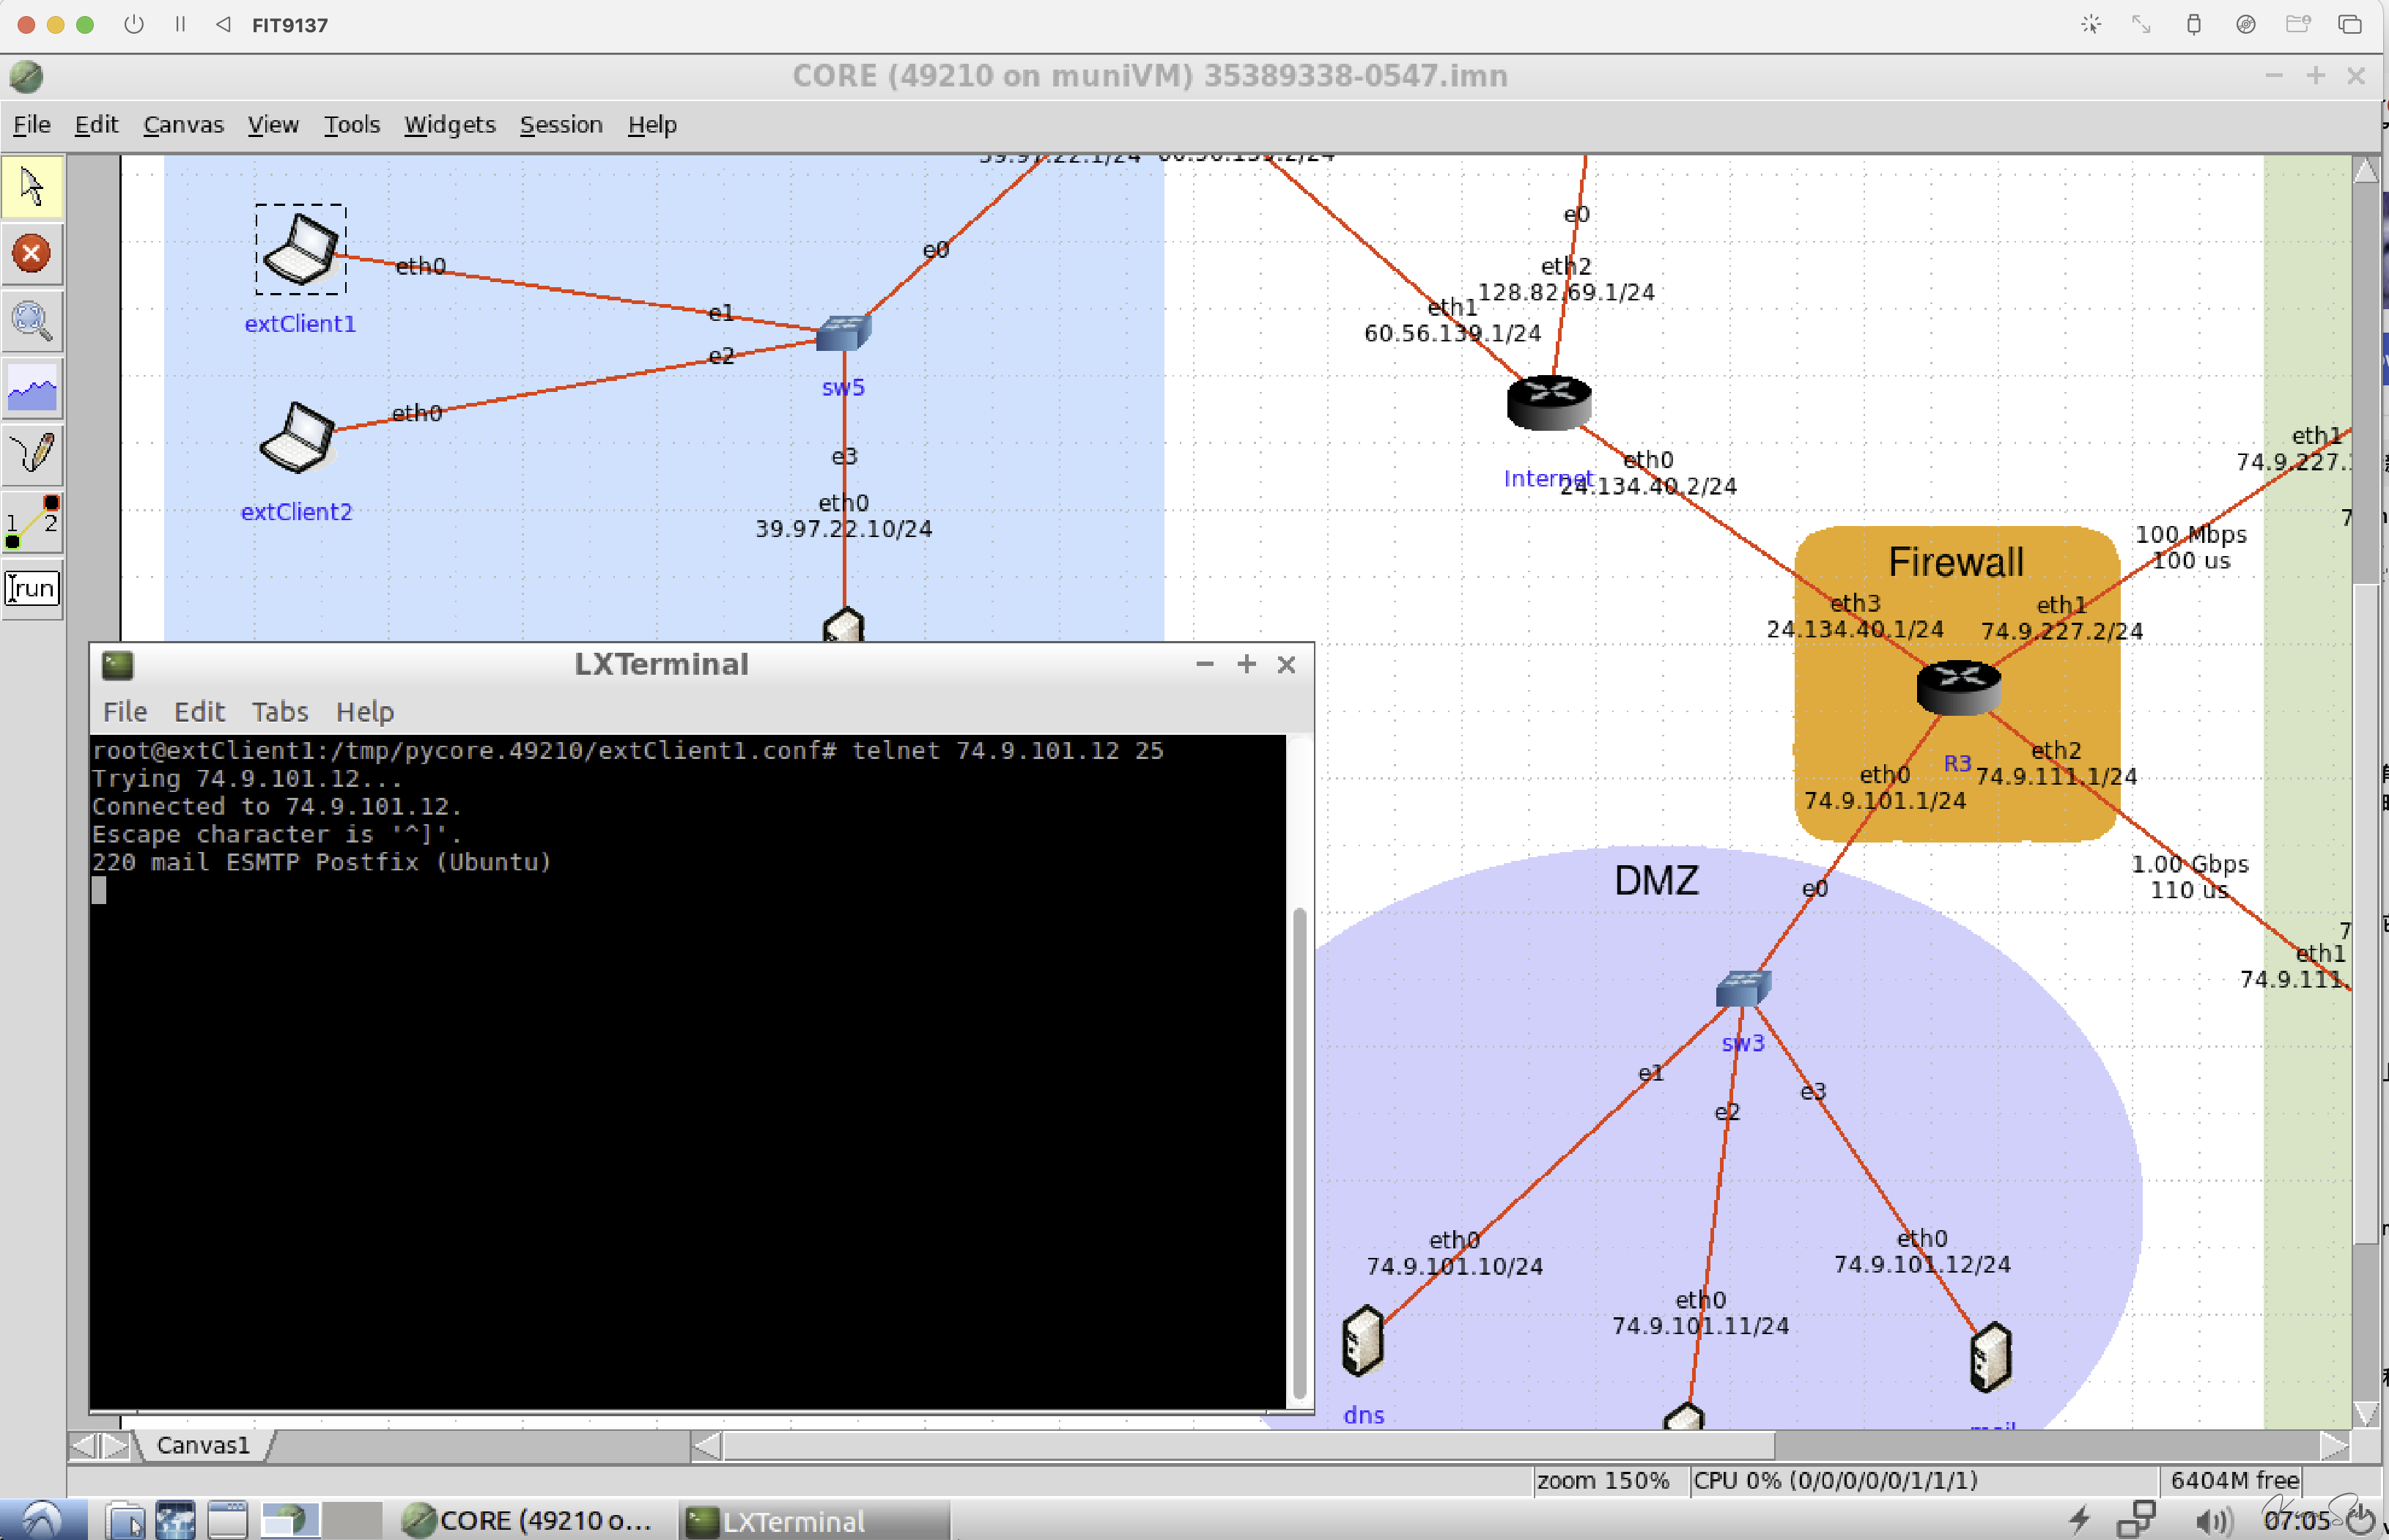 FIT9137
CORE (49210 on muniVM) 35389338-0547.imn
File Edit Canvas View Tools Widgets Session Help
eth0
extClient1
e1
e0
e2
eth0
sw5
extClient2
e3
eth0
39.97.22.10/24
e0
eth2
128.82.69.1/24
eth1
60.56.139.1/24
eth0
Internet
24.134.40.2/24
eth1
74.9.227.
100 Mbps
100 us
Firewall
eth3
24.134.40.1/24
eth1
74.9.227.2/24
R3
eth2
74.9.111.1/24
eth0
74.9.101.1/24
1.00 Gbps
110 us
eth1
74.9.111.
DMZ
e0
sw3
e1
e2
e3
eth0
74.9.101.10/24
eth0
74.9.101.11/24
eth0
74.9.101.12/24
dns
1 2
run
LXTerminal
File Edit Tabs Help
root@extClient1:/tmp/pycore.49210/extClient1.conf# telnet 74.9.101.12 25
Trying 74.9.101.12...
Connected to 74.9.101.12.
Escape character is '^]'.
220 mail ESMTP Postfix (Ubuntu)
Canvas1
zoom 150% CPU 0% (0/0/0/0/0/1/1/1) 6404M free
CORE (49210 o... LXTerminal 07:05